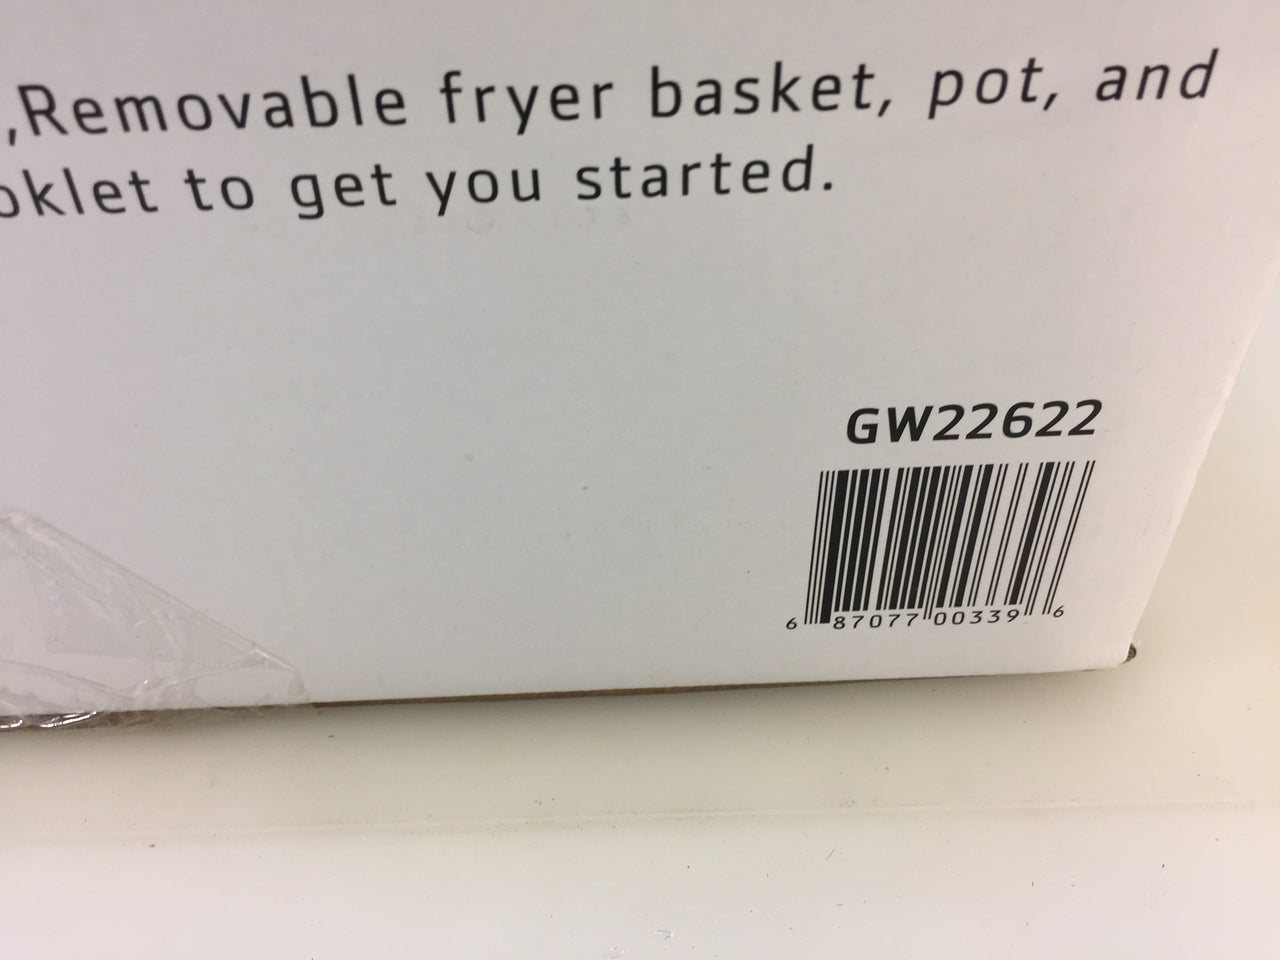 ,Removable fryer basket, pot, and
oklet to get you started.
GW22622
6 87077 00339 6